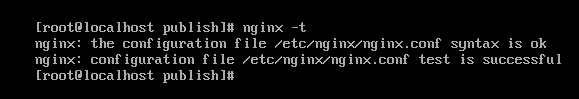 [root@localhost publish]# nginx -t
nginx: the configuration file /etc/nginx/nginx.conf syntax is ok
nginx: configuration file /etc/nginx/nginx.conf test is successful
[root@localhost publish]#